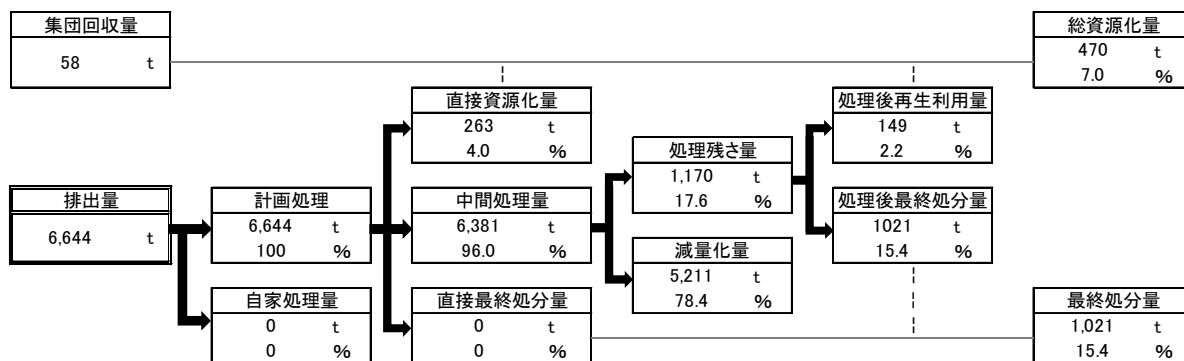 集団回収量
58 t
総資源化量
470 t
7.0 %
直接資源化量
263 t
4.0 %
処理後再生利用量
149 t
2.2 %
処理残さ量
1,170 t
17.6 %
排出量
6,644 t
計画処理
6,644 t
100 %
中間処理量
6,381 t
96.0 %
処理後最終処分量
1021 t
15.4 %
減量化量
5,211 t
78.4 %
自家処理量
0 t
0 %
直接最終処分量
0 t
0 %
最終処分量
1,021 t
15.4 %